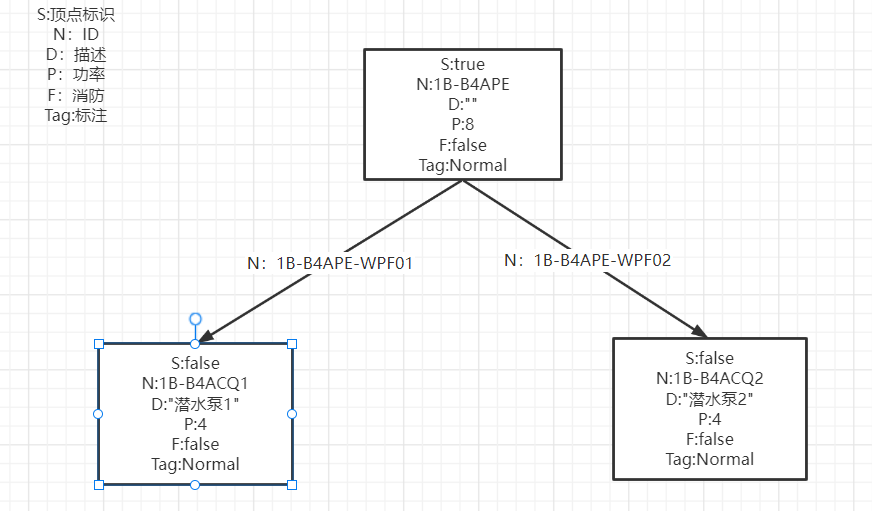 S:顶点标识
N：ID
D：描述
P：功率
F：消防
Tag:标注
S:true
N:1B-B4APE
D:""
P:8
F:false
Tag:Normal
N：1B-B4APE-WPF01
N：1B-B4APE-WPF02
S:false
N:1B-B4ACQ1
D:"潜水泵1"
P:4
F:false
Tag:Normal
S:false
N:1B-B4ACQ2
D:"潜水泵2"
P:4
F:false
Tag:Normal